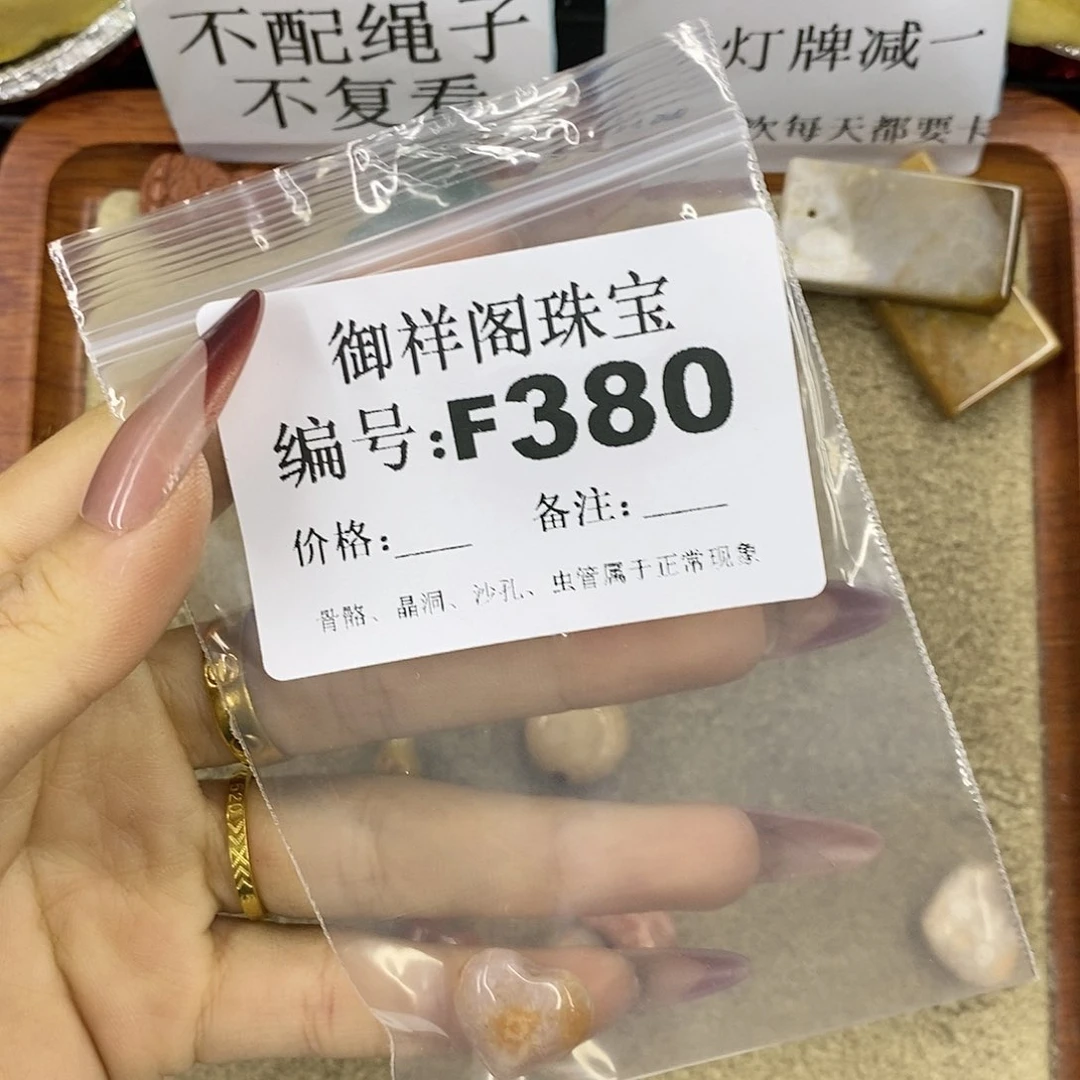 不配绳子
不复看
灯牌减一
次每天都要卡
御祥阁珠宝
编号:F380
价格:____ 备注:____
骨骼、晶洞、沙孔、虫管属于正常现象